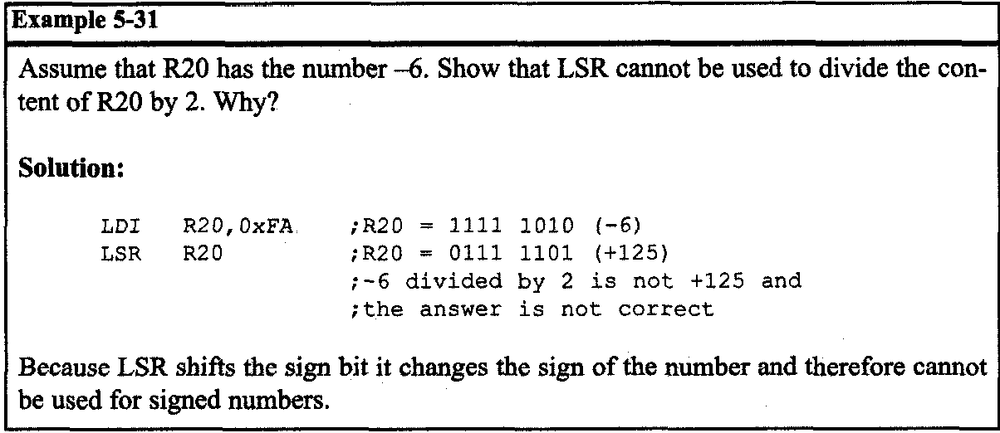 Example 5-31
Assume that R20 has the number –6. Show that LSR cannot be used to divide the con-
tent of R20 by 2. Why?
Solution:
LDI R20,0xFA ;R20 = 1111 1010 (-6)
LSR R20 ;R20 = 0111 1101 (+125)
;-6 divided by 2 is not +125 and
;the answer is not correct
Because LSR shifts the sign bit it changes the sign of the number and therefore cannot
be used for signed numbers.